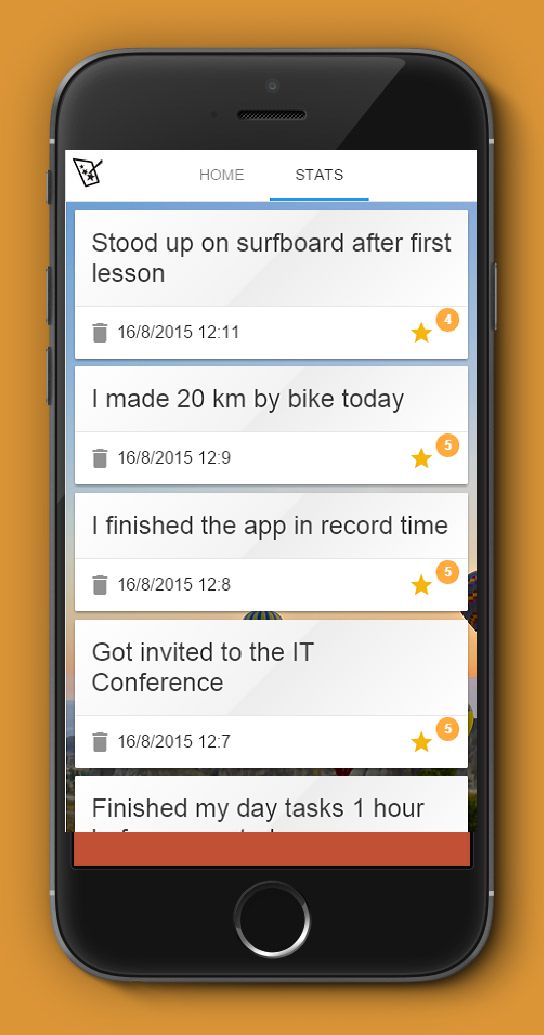 HOME STATS
Stood up on surfboard after first
lesson
16/8/2015 12:11 4
I made 20 km by bike today
16/8/2015 12:9 5
I finished the app in record time
16/8/2015 12:8 5
Got invited to the IT
Conference
16/8/2015 12:7 5
Finished my day tasks 1 hour